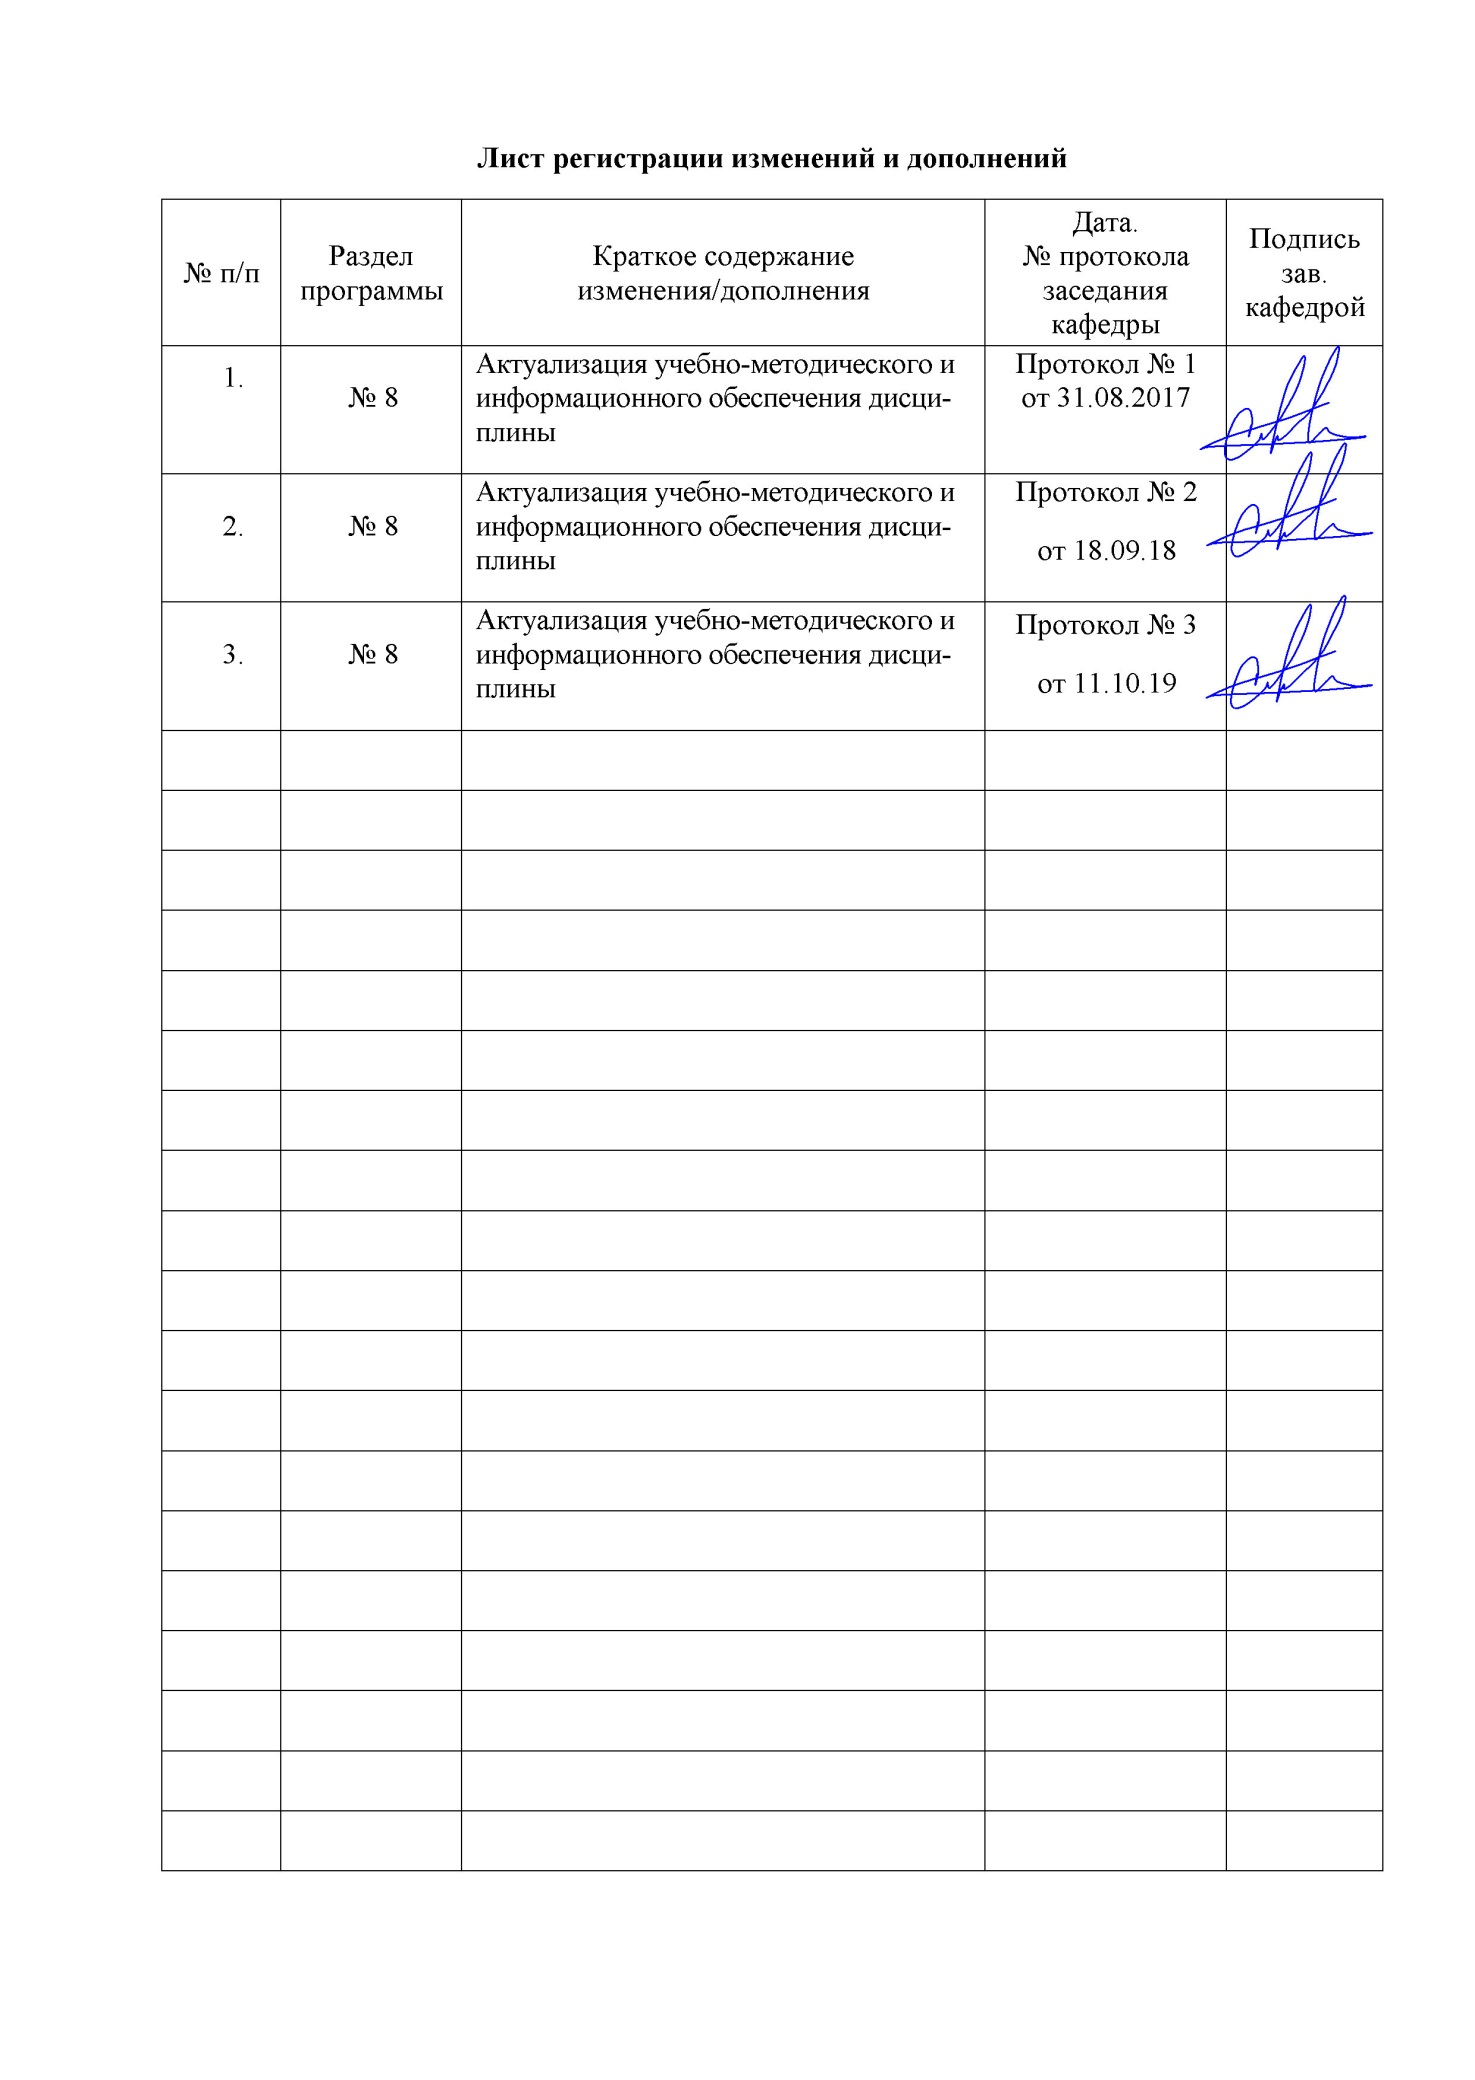 Лист регистрации изменений и дополнений
№ п/п
Раздел
программы
Краткое содержание
изменения/дополнения
Дата.
№ протокола
заседания
кафедры
Подпись
зав.
кафедрой
1.
№ 8
Актуализация учебно-методического и
информационного обеспечения дисци-
плины
Протокол № 1
от 31.08.2017
2.
№ 8
Актуализация учебно-методического и
информационного обеспечения дисци-
плины
Протокол № 2
от 18.09.18
3.
№ 8
Актуализация учебно-методического и
информационного обеспечения дисци-
плины
Протокол № 3
от 11.10.19